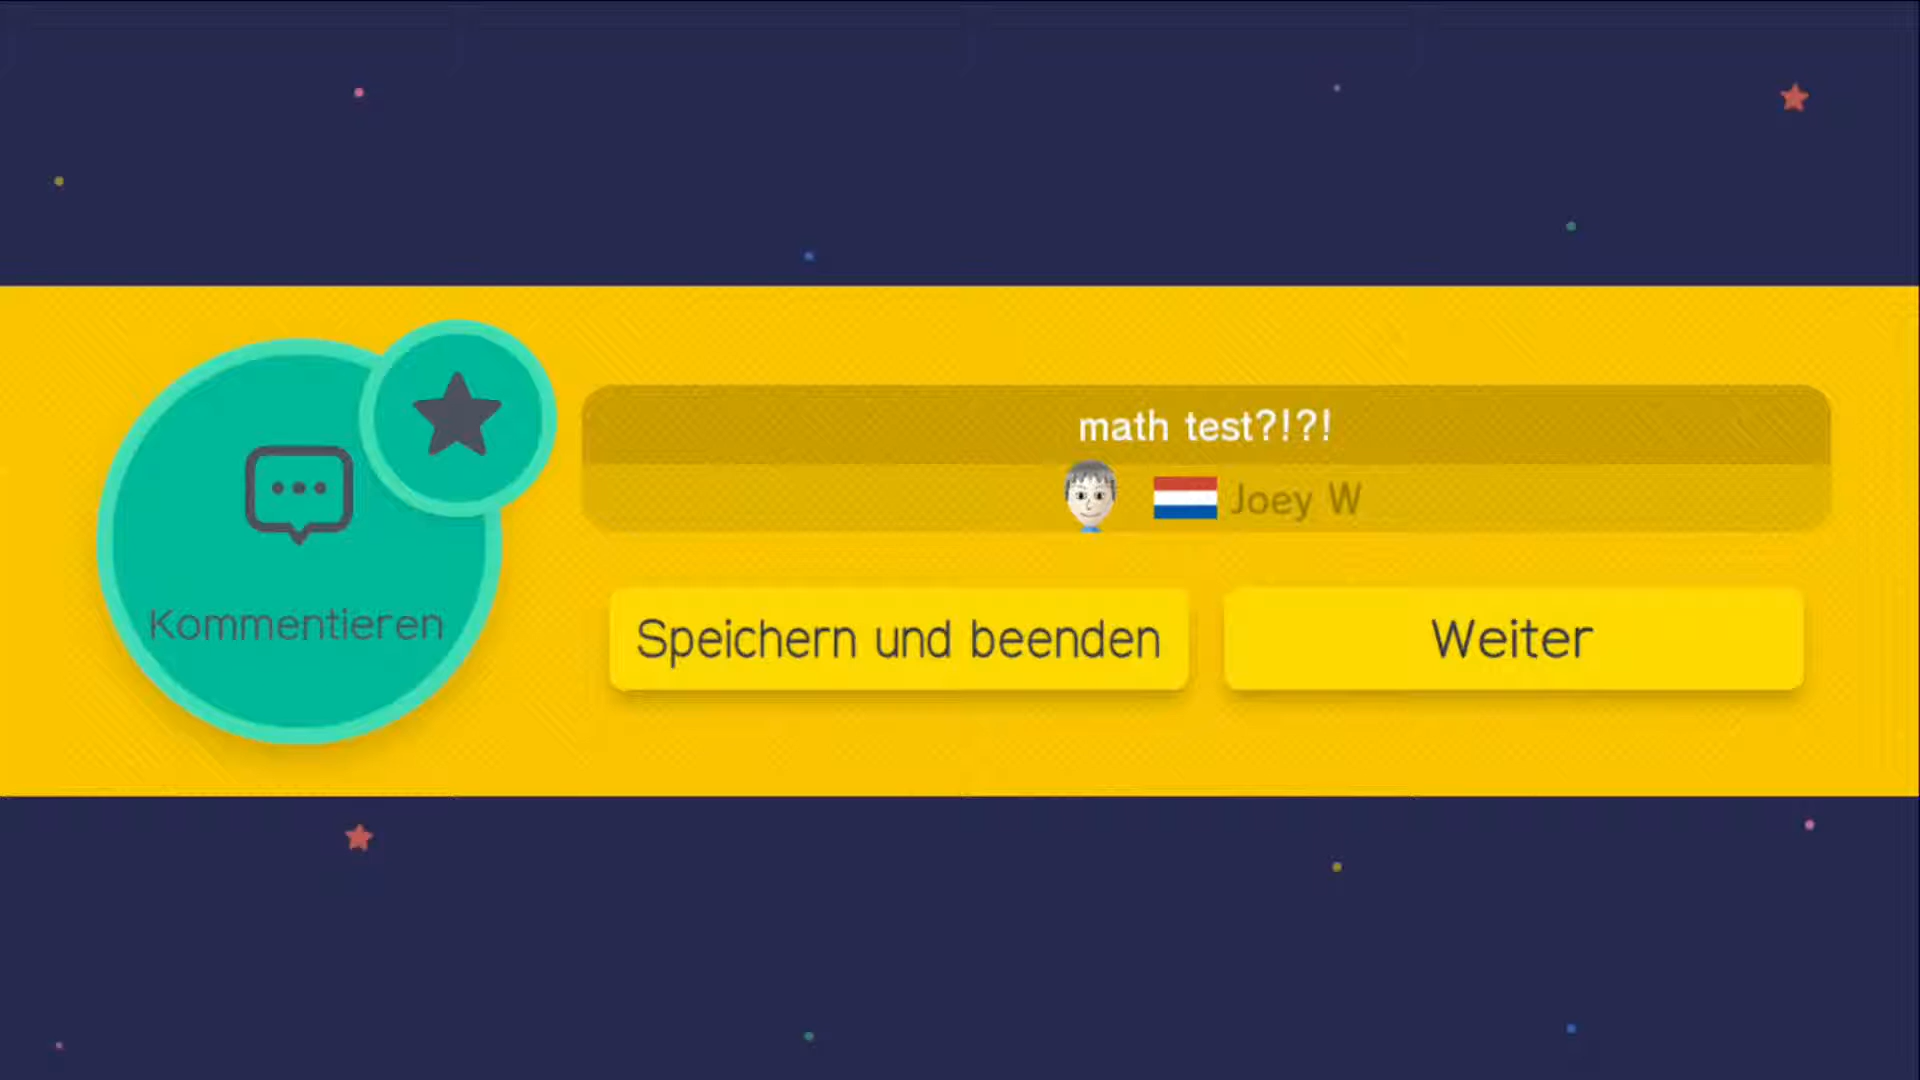 math test?!?!
Joey W
Kommentieren
Speichern und beenden
Weiter